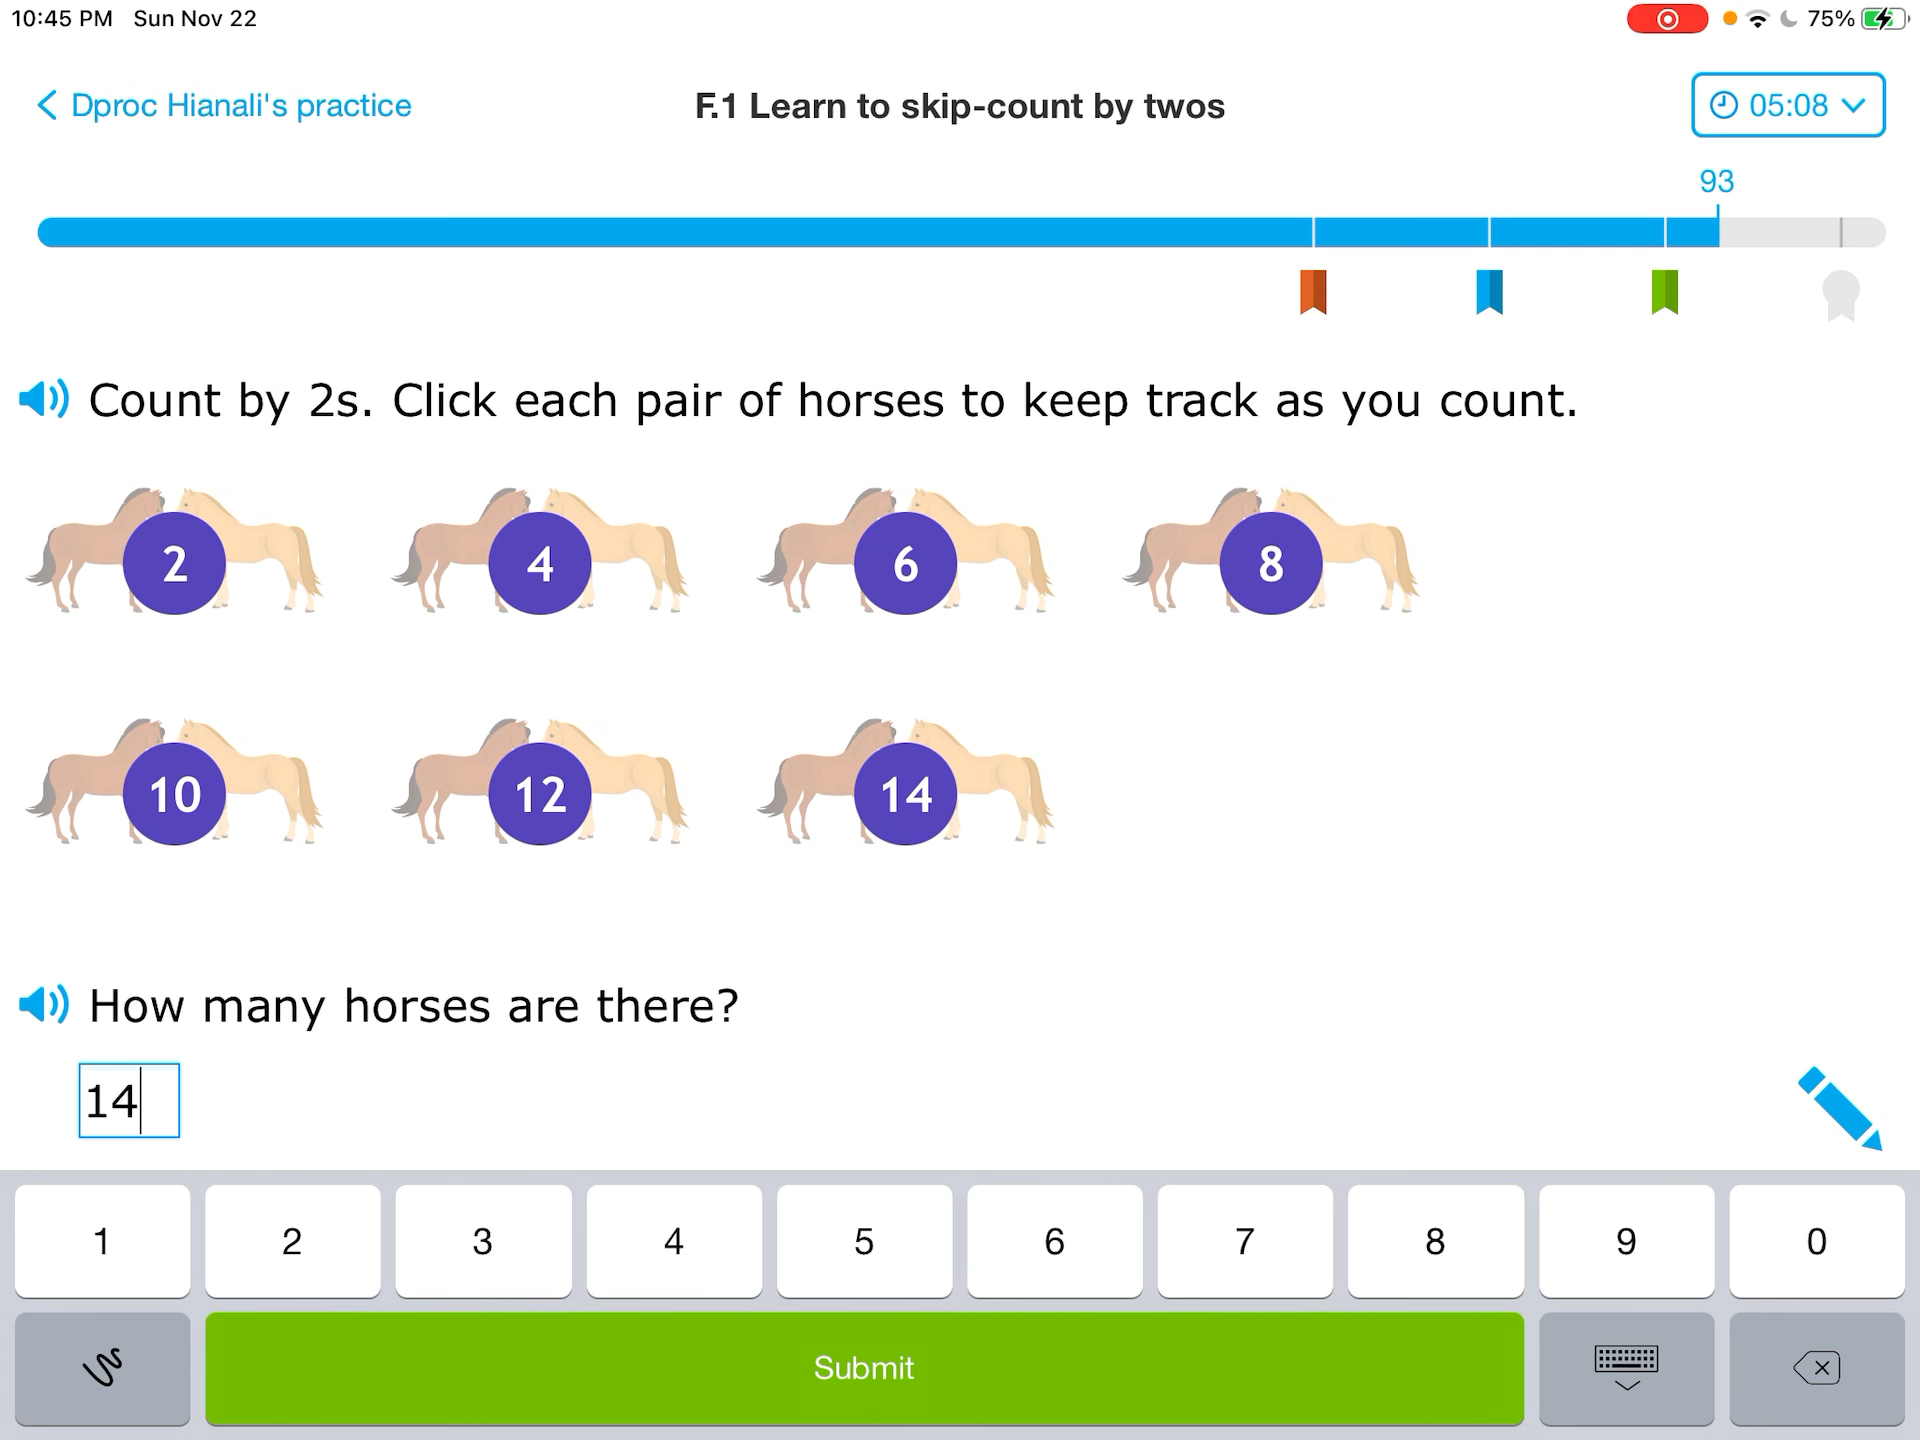 10:45 PM Sun Nov 22
75%
Dproc Hianali's practice
F.1 Learn to skip-count by twos
05:08
93
Count by 2s. Click each pair of horses to keep track as you count.
2 4 6 8
10 12 14
How many horses are there?
14
1 2 3 4 5 6 7 8 9 0
Submit